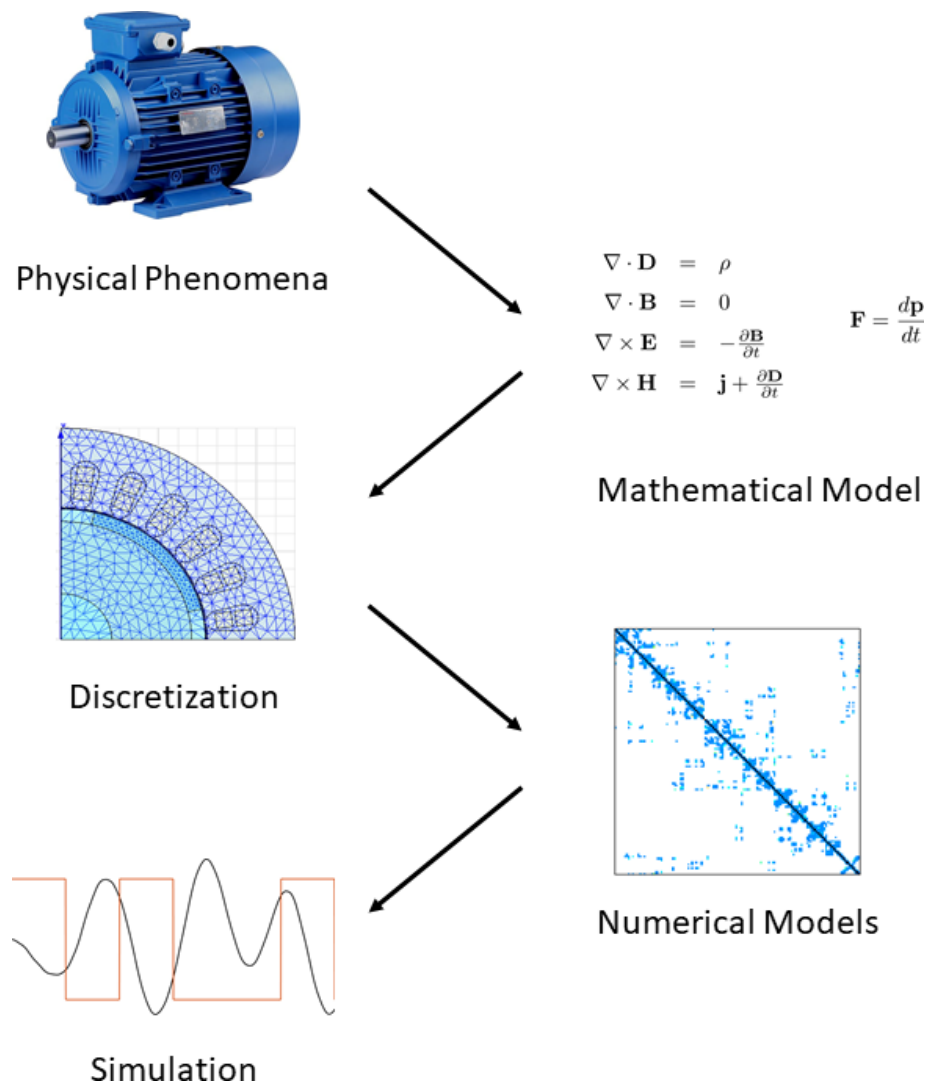 Physical Phenomena
∇ · D = ρ
∇ · B = 0
∇ × E = −∂B/∂t
∇ × H = j + ∂D/∂t
F = dp/dt
Mathematical Model
Discretization
Numerical Models
Simulation